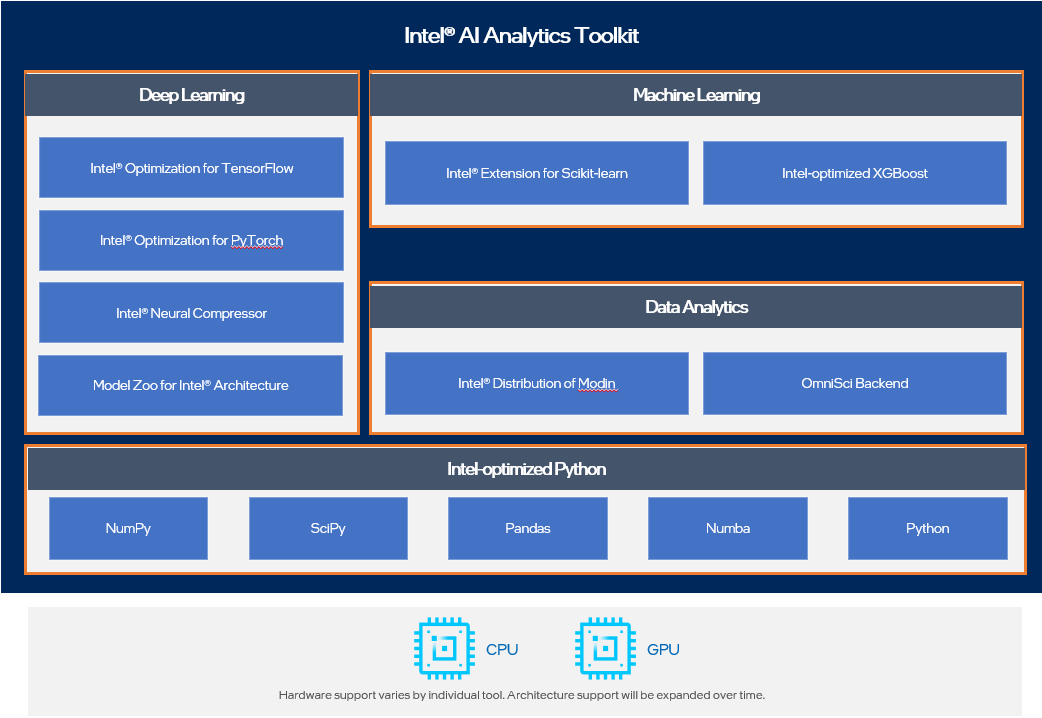 Intel® AI Analytics Toolkit
Deep Learning
Intel® Optimization for TensorFlow
Intel® Optimization for PyTorch
Intel® Neural Compressor
Model Zoo for Intel® Architecture
Machine Learning
Intel® Extension for Scikit-learn
Intel-optimized XGBoost
Data Analytics
Intel® Distribution of Modin
OmniSci Backend
Intel-optimized Python
NumPy
SciPy
Pandas
Numba
Python
CPU
GPU
Hardware support varies by individual tool. Architecture support will be expanded over time.